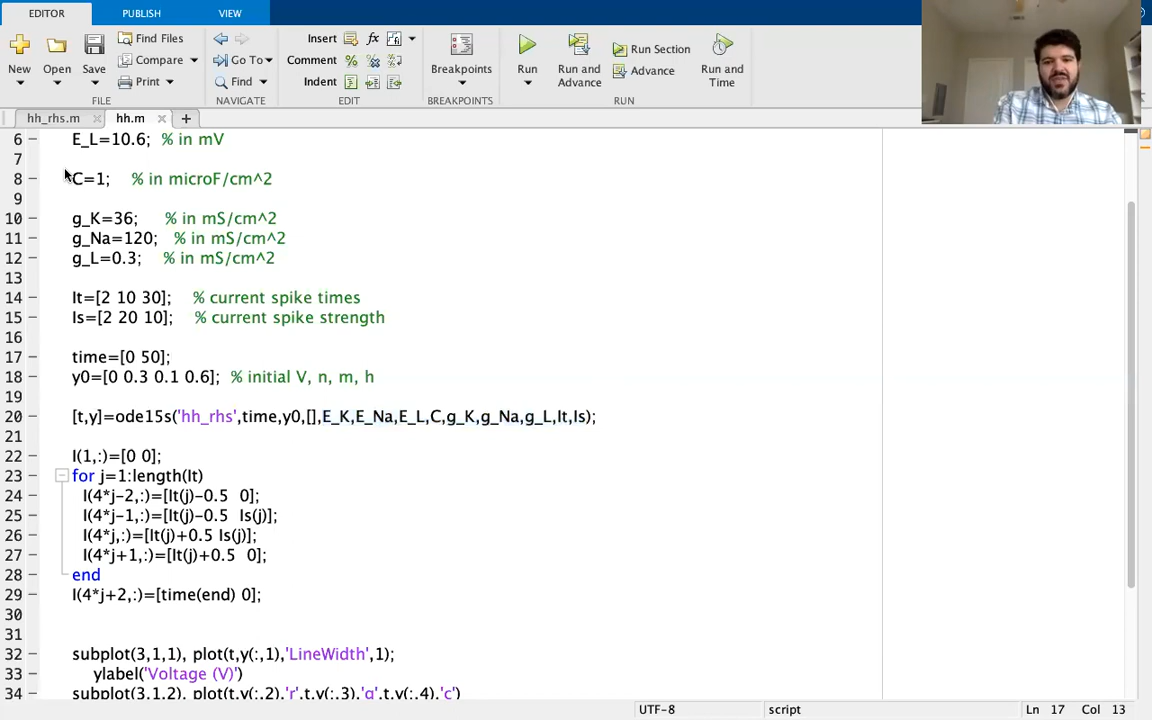 EDITOR PUBLISH VIEW
New Open Save Find Files Compare Print
FILE
Go To Find
NAVIGATE
Insert fx
Comment %
Indent
EDIT
Breakpoints
BREAKPOINTS
Run Run and Advance Run Section Advance Run and Time
RUN
hh_rhs.m hh.m
6 E_L=10.6; % in mV
7
8 C=1; % in microF/cm^2
9
10 g_K=36; % in mS/cm^2
11 g_Na=120; % in mS/cm^2
12 g_L=0.3; % in mS/cm^2
13
14 It=[2 10 30]; % current spike times
15 Is=[2 20 10]; % current spike strength
16
17 time=[0 50];
18 y0=[0 0.3 0.1 0.6]; % initial V, n, m, h
19
20 [t,y]=ode15s('hh_rhs',time,y0,[],E_K,E_Na,E_L,C,g_K,g_Na,g_L,It,Is);
21
22 I(1,:)=[0 0];
23 for j=1:length(It)
24 I(4*j-2,:)=[It(j)-0.5 0];
25 I(4*j-1,:)=[It(j)-0.5 Is(j)];
26 I(4*j,:)=[It(j)+0.5 Is(j)];
27 I(4*j+1,:)=[It(j)+0.5 0];
28 end
29 I(4*j+2,:)=[time(end) 0];
30
31
32 subplot(3,1,1), plot(t,y(:,1),'LineWidth',1);
33 ylabel('Voltage (V)')
34 subplot(3,1,2), plot(t,y(:,2),'r',t,y(:,3),'g',t,y(:,4),'c')
UTF-8 script Ln 17 Col 13